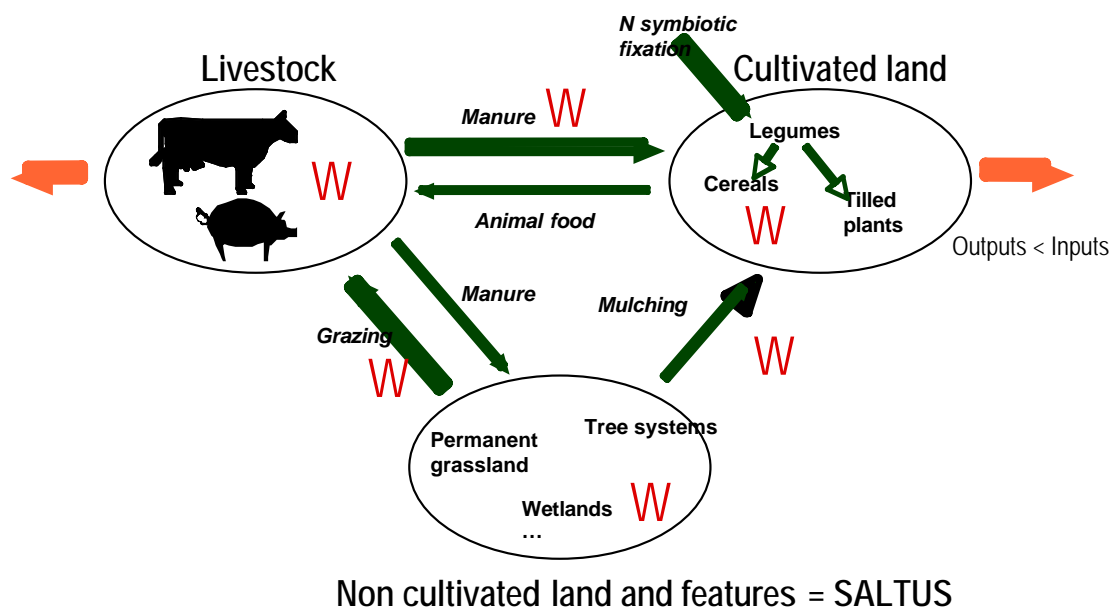 N symbiotic
fixation
Livestock
Cultivated land
Manure
W
Legumes
W
Cereals
Tilled
plants
W
Animal food
Outputs < Inputs
Manure
Mulching
Grazing
W
W
Tree systems
Permanent
grassland
Wetlands
...
W
Non cultivated land and features = SALTUS